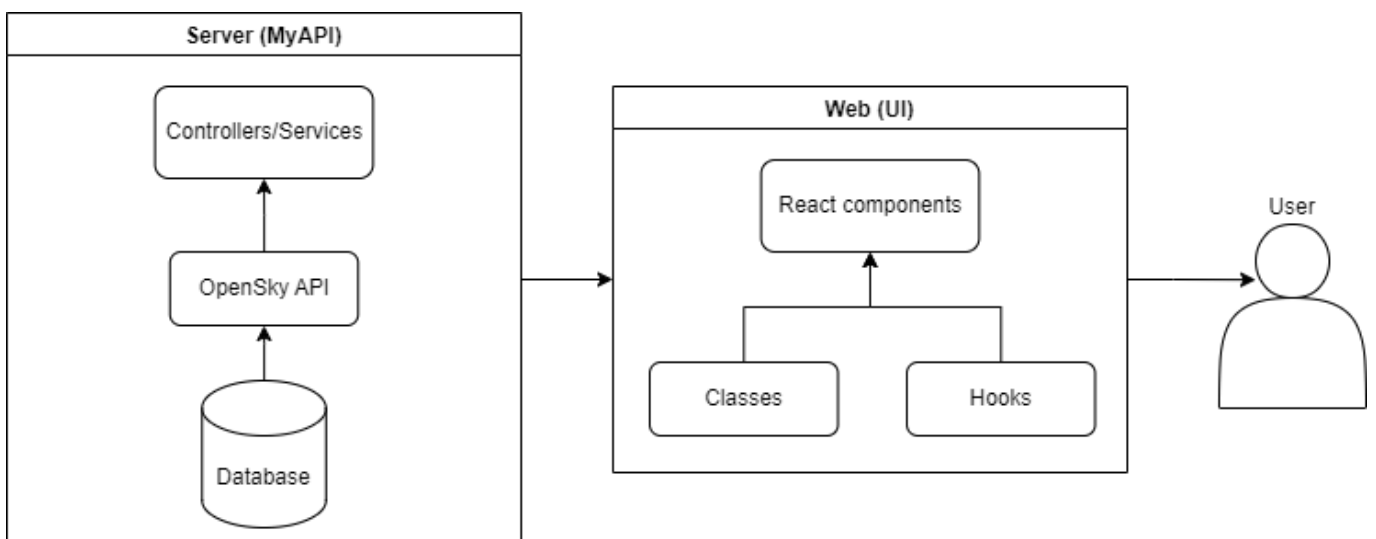 Server (MyAPI)
Controllers/Services
OpenSky API
Database
Web (UI)
React components
Classes
Hooks
User